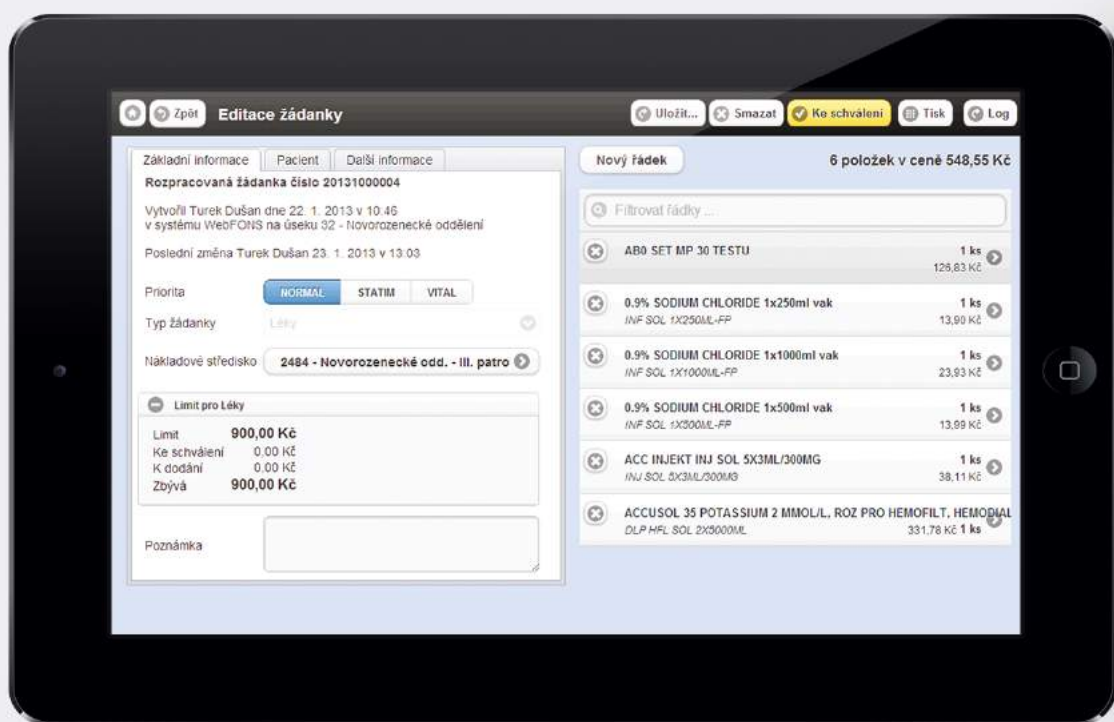 Zpět
Editace žádanky
Uložit...
Smazat
Ke schválení
Tisk
Log
Základní informace
Pacient
Další informace
Rozpracovaná žádanka číslo 20131000004
Vytvořil Turek Dušan dne 22. 1. 2013 v 10:46
v systému WebFONS na úseku 32 - Novorozenecké oddělení
Poslední změna Turek Dušan 23. 1. 2013 v 13:03
Priorita
NORMAL
STATIM
VITAL
Typ žádanky
Léky
Nákladové středisko
2484 - Novorozenecké odd. - III. patro
Limit pro Léky
Limit 900,00 Kč
Ke schválení 0,00 Kč
K dodání 0,00 Kč
Zbývá 900,00 Kč
Poznámka
Nový řádek
6 položek v ceně 548,55 Kč
Filtrovat řádky ...
AB0 SET MP 30 TESTU
1 ks
126,83 Kč
0.9% SODIUM CHLORIDE 1x250ml vak
INF SOL 1X250ML-FP
1 ks
13,90 Kč
0.9% SODIUM CHLORIDE 1x1000ml vak
INF SOL 1X1000ML-FP
1 ks
23,93 Kč
0.9% SODIUM CHLORIDE 1x500ml vak
INF SOL 1X500ML-FP
1 ks
13,99 Kč
ACC INJEKT INJ SOL 5X3ML/300MG
INJ SOL 5X3ML/300MG
1 ks
38,11 Kč
ACCUSOL 35 POTASSIUM 2 MMOL/L, ROZ PRO HEMOFILT, HEMODIAL
DLP HFL SOL 2X5000ML
331,78 Kč 1 ks